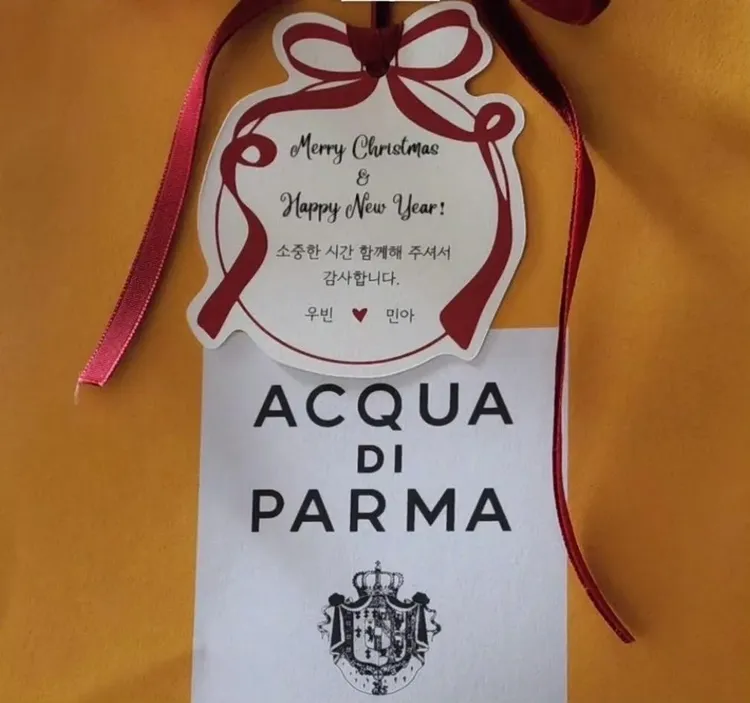 Merry Christmas
&
Happy New Year!
소중한 시간 함께해 주셔서
감사합니다.
우빈 ♥ 민아
ACQUA
DI
PARMA